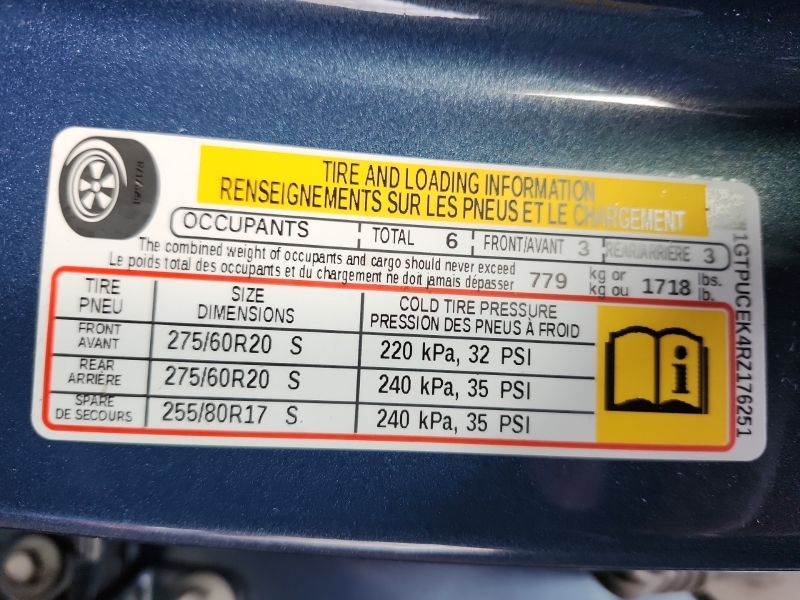 TIRE AND LOADING INFORMATION
RENSEIGNEMENTS SUR LES PNEUS ET LE CHARGEMENT
OCCUPANTS TOTAL 6 FRONT/AVANT 3 REAR/ARRIÈRE 3
The combined weight of occupants and cargo should never exceed
Le poids total des occupants et du chargement ne doit jamais dépasser
779 kg or kg ou 1718 lbs. lb.
TIRE PNEU SIZE DIMENSIONS COLD TIRE PRESSURE PRESSION DES PNEUS À FROID
FRONT AVANT 275/60R20 S 220 kPa, 32 PSI
REAR ARRIÈRE 275/60R20 S 240 kPa, 35 PSI
SPARE DE SECOURS 255/80R17 S 240 kPa, 35 PSI
1GTPUCEK4RZ176251